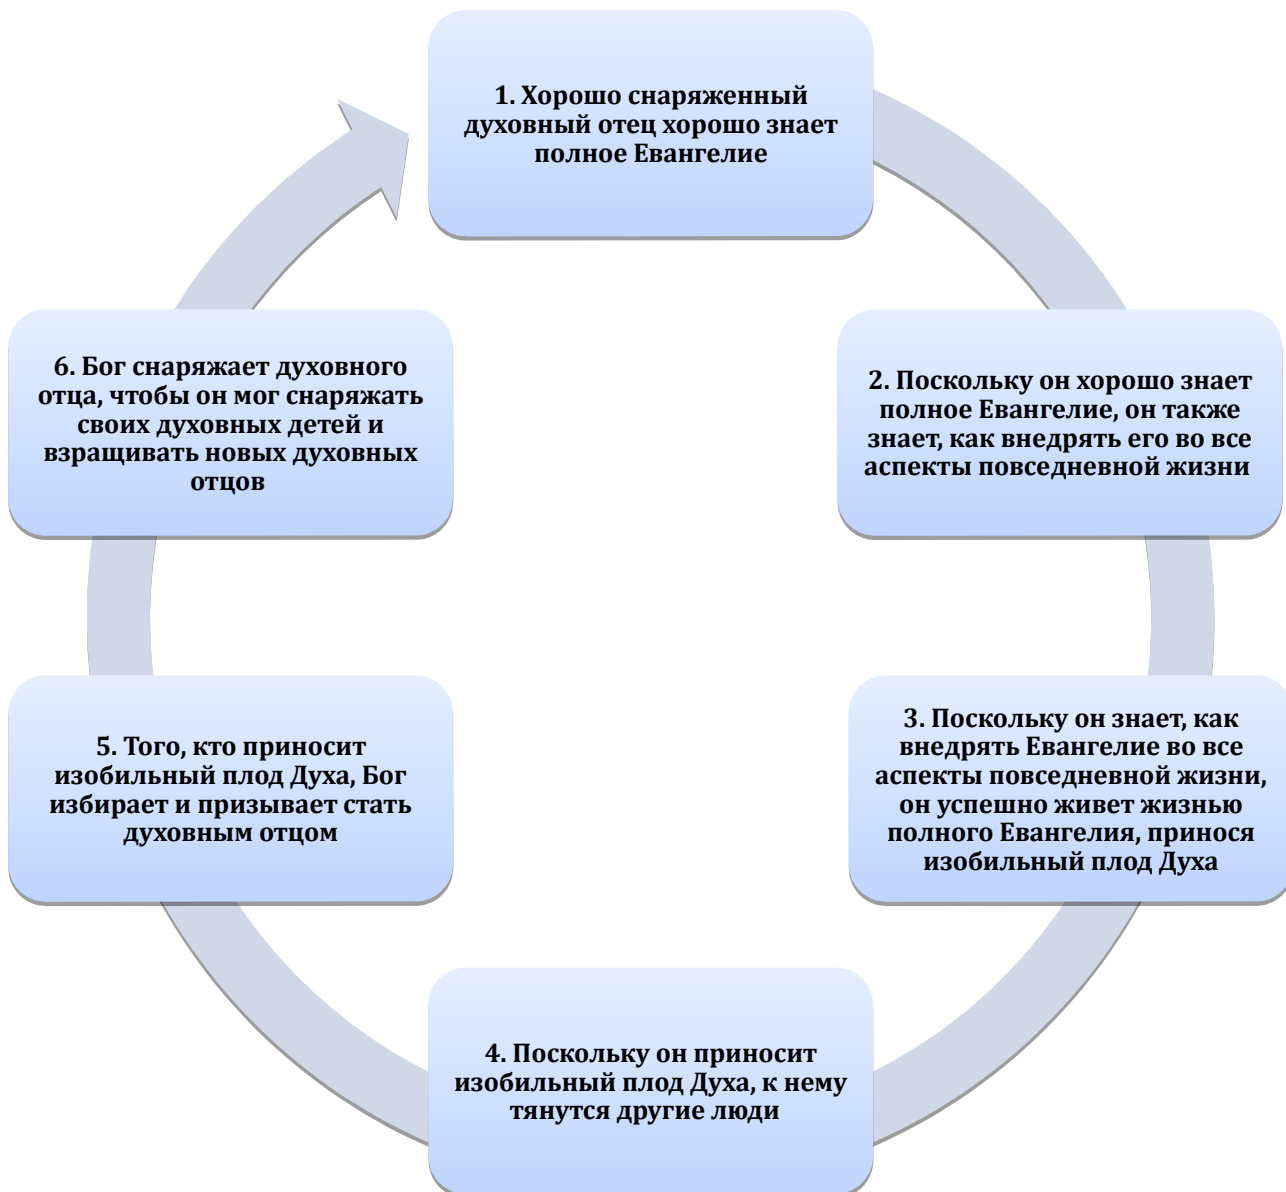 1. Хорошо снаряженный
духовный отец хорошо знает
полное Евангелие
2. Поскольку он хорошо знает
полное Евангелие, он также
знает, как внедрять его во все
аспекты повседневной жизни
3. Поскольку он знает, как
внедрять Евангелие во все
аспекты повседневной жизни,
он успешно живет жизнью
полного Евангелия, принося
изобильный плод Духа
4. Поскольку он приносит
изобильный плод Духа, к нему
тянутся другие люди
5. Того, кто приносит
изобильный плод Духа, Бог
избирает и призывает стать
духовным отцом
6. Бог снаряжает духовного
отца, чтобы он мог снаряжать
своих духовных детей и
взращивать новых духовных
отцов